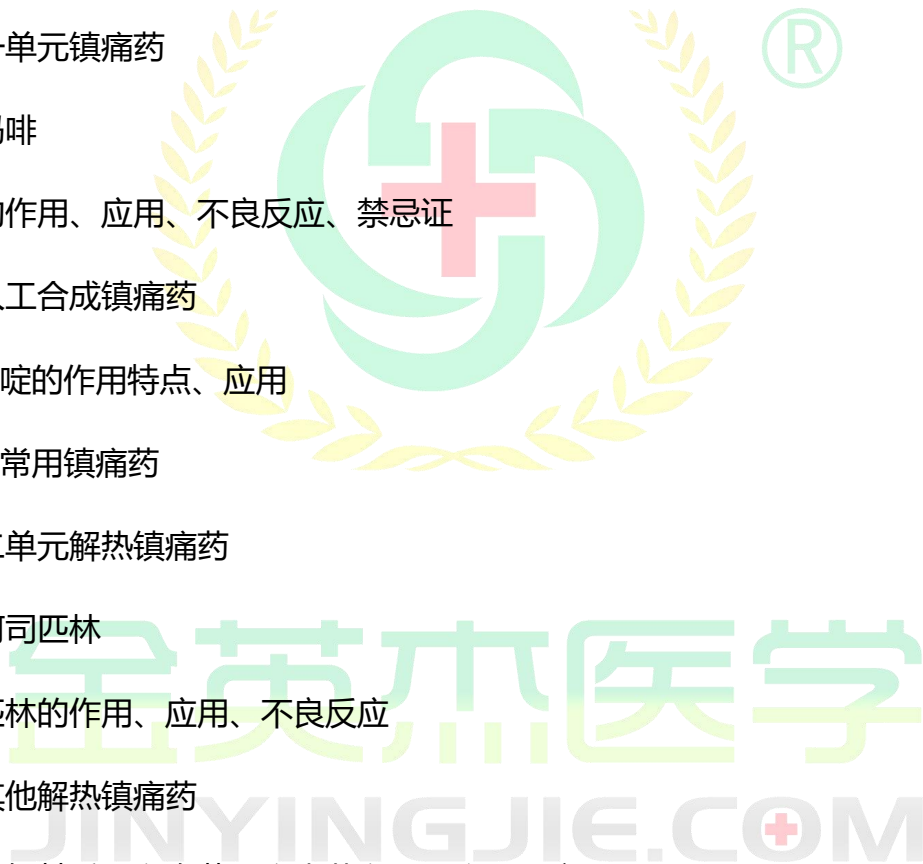 单元镇痛药
啡
作用、应用、不良反应、禁忌证
工合成镇痛药
啶的作用特点、应用
常用镇痛药
单元解热镇痛药
司匹林
林的作用、应用、不良反应
他解热镇痛药
金英杰医学
JINYINGJIE.COM
®